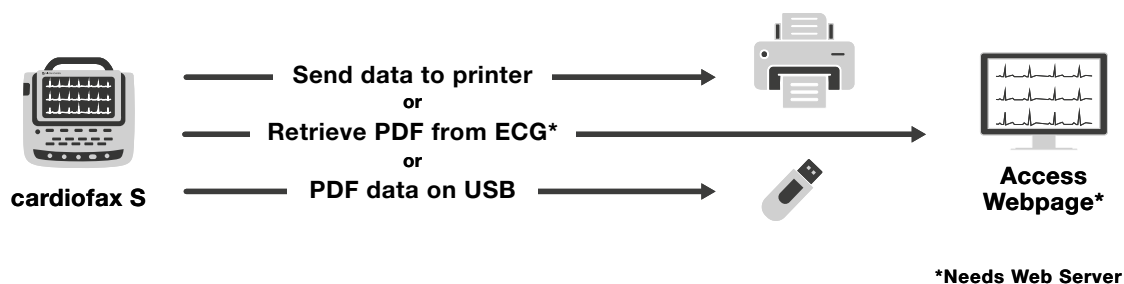 Send data to printer
or
Retrieve PDF from ECG*
or
PDF data on USB
cardiofax S
Access
Webpage*
*Needs Web Server